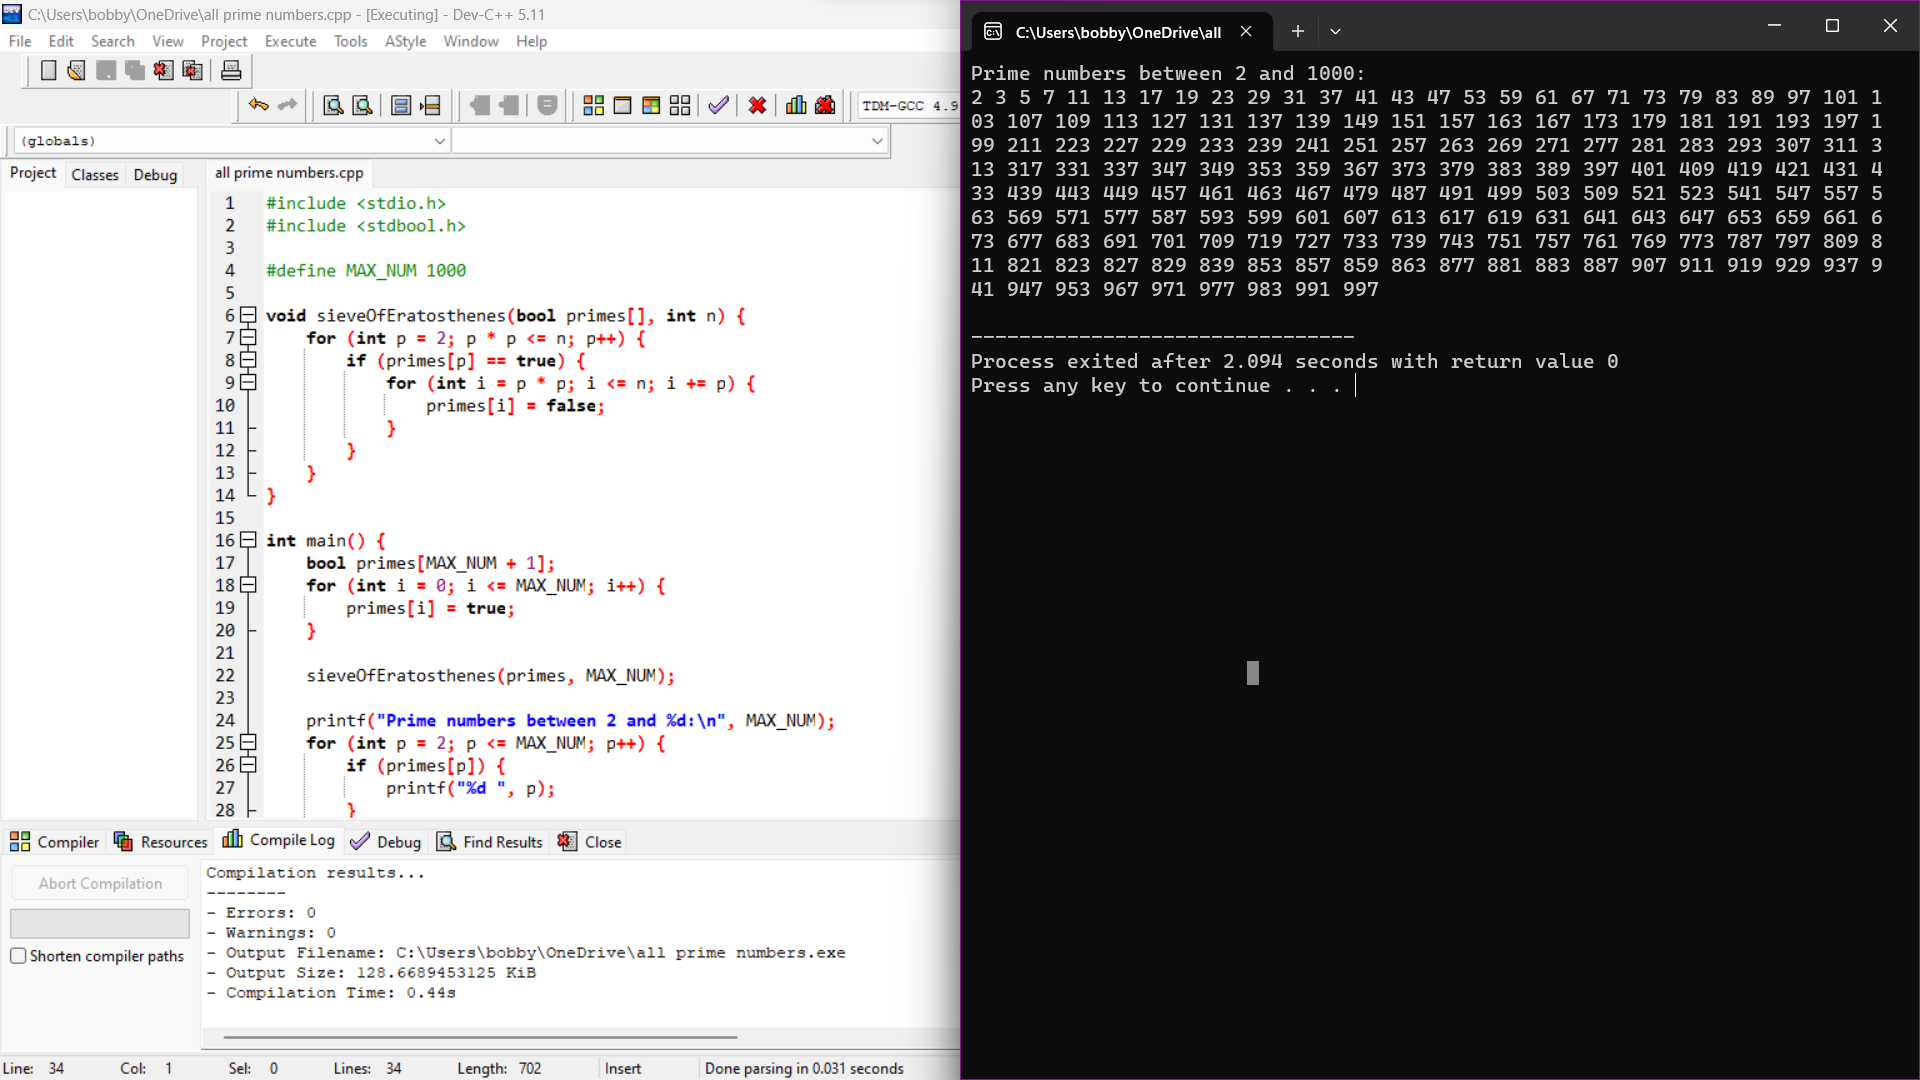 C:\Users\bobby\OneDrive\all prime numbers.cpp - [Executing] - Dev-C++ 5.11
File Edit Search View Project Execute Tools AStyle Window Help
TDM-GCC 4.9
(globals)
Project Classes Debug
all prime numbers.cpp
1 #include <stdio.h>
2 #include <stdbool.h>
3
4 #define MAX_NUM 1000
5
6 void sieveOfEratosthenes(bool primes[], int n) {
7     for (int p = 2; p * p <= n; p++) {
8         if (primes[p] == true) {
9             for (int i = p * p; i <= n; i += p) {
10                 primes[i] = false;
11             }
12         }
13     }
14 }
15
16 int main() {
17     bool primes[MAX_NUM + 1];
18     for (int i = 0; i <= MAX_NUM; i++) {
19         primes[i] = true;
20     }
21
22     sieveOfEratosthenes(primes, MAX_NUM);
23
24     printf("Prime numbers between 2 and %d:\n", MAX_NUM);
25     for (int p = 2; p <= MAX_NUM; p++) {
26         if (primes[p]) {
27             printf("%d ", p);
28         }
Compiler Resources Compile Log Debug Find Results Close
Abort Compilation
Shorten compiler paths
Compilation results...
--------
- Errors: 0
- Warnings: 0
- Output Filename: C:\Users\bobby\OneDrive\all prime numbers.exe
- Output Size: 128.6689453125 KiB
- Compilation Time: 0.44s
Line: 34 Col: 1 Sel: 0 Lines: 34 Length: 702 Insert Done parsing in 0.031 seconds
C:\Users\bobby\OneDrive\all
Prime numbers between 2 and 1000:
2 3 5 7 11 13 17 19 23 29 31 37 41 43 47 53 59 61 67 71 73 79 83 89 97 101 1
03 107 109 113 127 131 137 139 149 151 157 163 167 173 179 181 191 193 197 1
99 211 223 227 229 233 239 241 251 257 263 269 271 277 281 283 293 307 311 3
13 317 331 337 347 349 353 359 367 373 379 383 389 397 401 409 419 421 431 4
33 439 443 449 457 461 463 467 479 487 491 499 503 509 521 523 541 547 557 5
63 569 571 577 587 593 599 601 607 613 617 619 631 641 643 647 653 659 661 6
73 677 683 691 701 709 719 727 733 739 743 751 757 761 769 773 787 797 809 8
11 821 823 827 829 839 853 857 859 863 877 881 883 887 907 911 919 929 937 9
41 947 953 967 971 977 983 991 997
--------------------------------
Process exited after 2.094 seconds with return value 0
Press any key to continue . . .